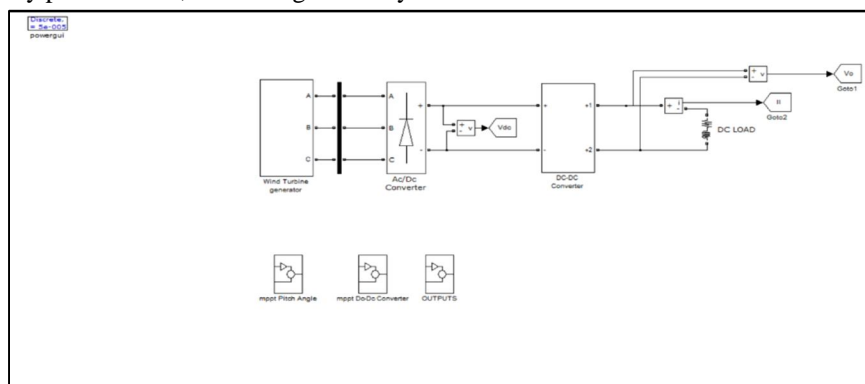 Discrete,
= 5e-005
powergui
A
B
C
Wind Turbine
generator
A
B
C
+
-
Ac/Dc
Converter
+
-
v
Vdc
+
-
+1
+2
DC-DC
Converter
+
-
v
Vo
Goto1
+
-
i
Goto2
DC LOAD
mppt Pitch Angle
mppt Dc-Dc Converter
OUTPUTS